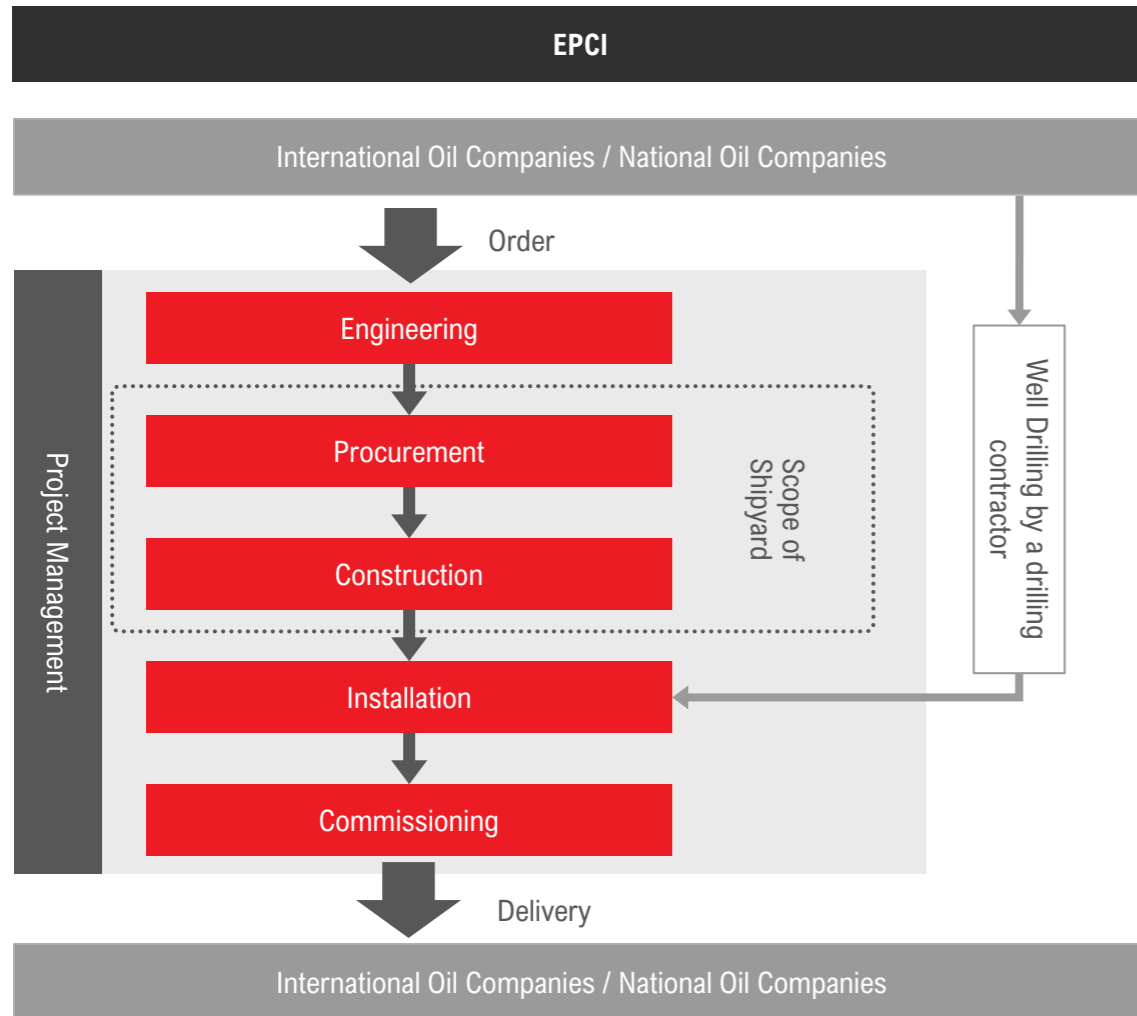 EPCI
International Oil Companies / National Oil Companies
Order
Engineering
Procurement
Construction
Installation
Commissioning
Project Management
Scope of
Shipyard
Well Drilling by a drilling
contractor
Delivery
International Oil Companies / National Oil Companies